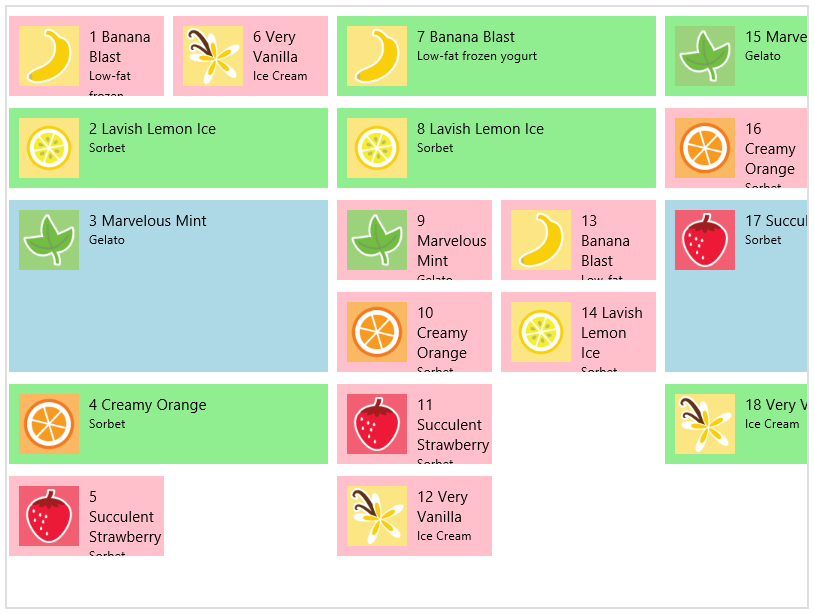 1 Banana
Blast
Low-fat
frozen
6 Very
Vanilla
Ice Cream
7 Banana Blast
Low-fat frozen yogurt
15 Marve
Gelato
2 Lavish Lemon Ice
Sorbet
8 Lavish Lemon Ice
Sorbet
16
Creamy
Orange
Sorbet
3 Marvelous Mint
Gelato
9
Marvelous
Mint
Gelato
13
Banana
Blast
Low-fat
17 Succul
Sorbet
10
Creamy
Orange
Sorbet
14 Lavish
Lemon
Ice
Sorbet
4 Creamy Orange
Sorbet
11
Succulent
Strawberry
Sorbet
18 Very V
Ice Cream
5
Succulent
Strawberry
Sorbet
12 Very
Vanilla
Ice Cream